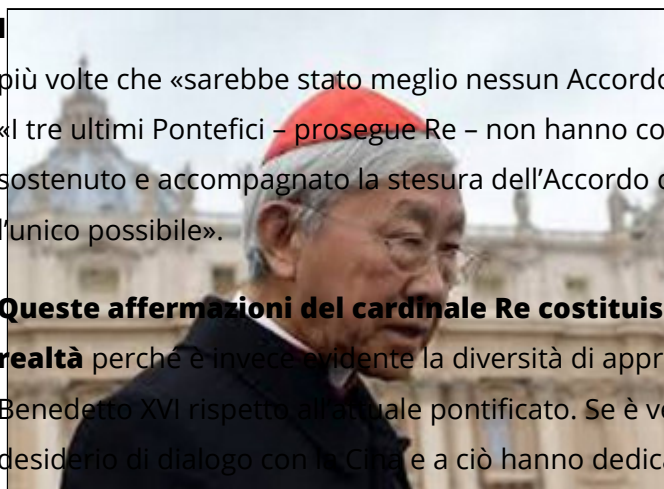 più volte che «sarebbe stato meglio nessun Accordo
«I tre ultimi Pontefici – prosegue Re – non hanno co
sostenuto e accompagnato la stesura dell'Accordo
l'unico possibile».
Queste affermazioni del cardinale Re costituis
realtà perché è invece evidente la diversità di appr
Benedetto XVI rispetto all'attuale pontificato. Se è ve
desiderio di dialogo con la Cina e a ciò hanno dedica